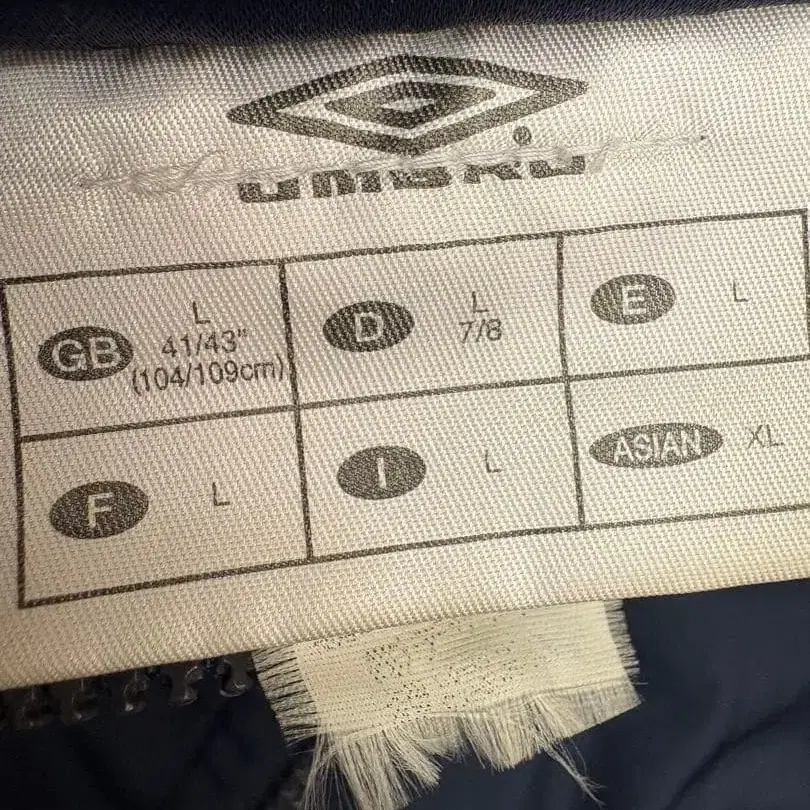 UMBRO®
GB L 41/43" (104/109cm)
D L 7/8
E L
F L
I L
ASIAN XL